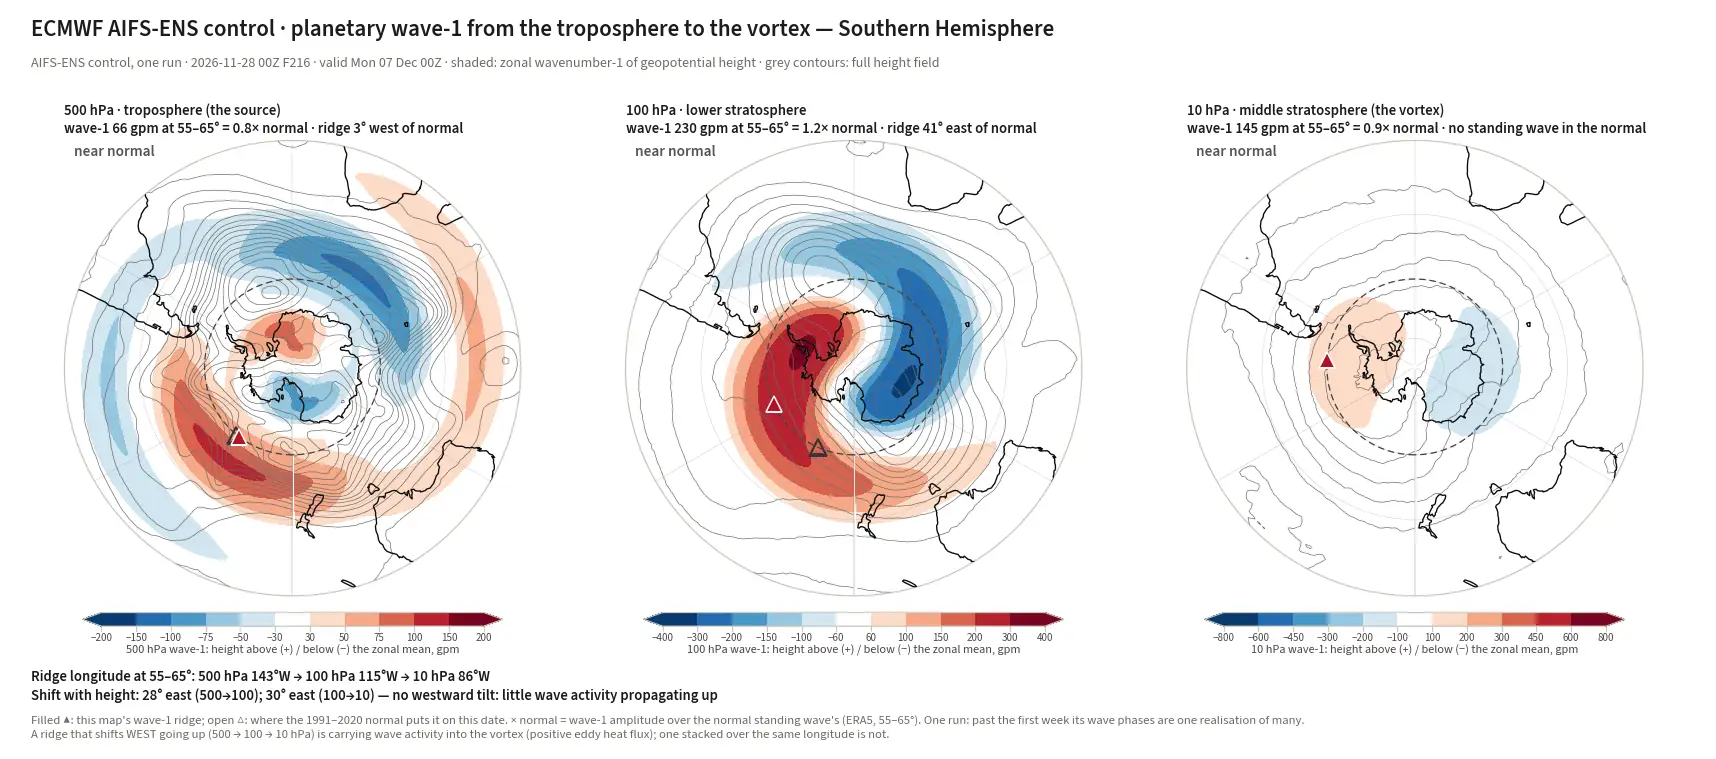 ECMWF AIFS-ENS control · planetary wave-1 from the troposphere to the vortex — Southern Hemisphere
AIFS-ENS control, one run · 2026-11-28 00Z F216 · valid Mon 07 Dec 00Z · shaded: zonal wavenumber-1 of geopotential height · grey contours: full height field
500 hPa · troposphere (the source)
wave-1 66 gpm at 55–65° = 0.8× normal · ridge 3° west of normal
near normal
100 hPa · lower stratosphere
wave-1 230 gpm at 55–65° = 1.2× normal · ridge 41° east of normal
near normal
10 hPa · middle stratosphere (the vortex)
wave-1 145 gpm at 55–65° = 0.9× normal · no standing wave in the normal
near normal
−200 −150 −100 −75 −50 −30 30 50 75 100 150 200
500 hPa wave-1: height above (+) / below (−) the zonal mean, gpm
−400 −300 −200 −150 −100 −60 60 100 150 200 300 400
100 hPa wave-1: height above (+) / below (−) the zonal mean, gpm
−800 −600 −450 −300 −200 −100 100 200 300 450 600 800
10 hPa wave-1: height above (+) / below (−) the zonal mean, gpm
Ridge longitude at 55–65°: 500 hPa 143°W → 100 hPa 115°W → 10 hPa 86°W
Shift with height: 28° east (500→100); 30° east (100→10) — no westward tilt: little wave activity propagating up
Filled ▲: this map's wave-1 ridge; open △: where the 1991–2020 normal puts it on this date. × normal = wave-1 amplitude over the normal standing wave's (ERA5, 55–65°). One run: past the first week its wave phases are one realisation of many.
A ridge that shifts WEST going up (500 → 100 → 10 hPa) is carrying wave activity into the vortex (positive eddy heat flux); one stacked over the same longitude is not.